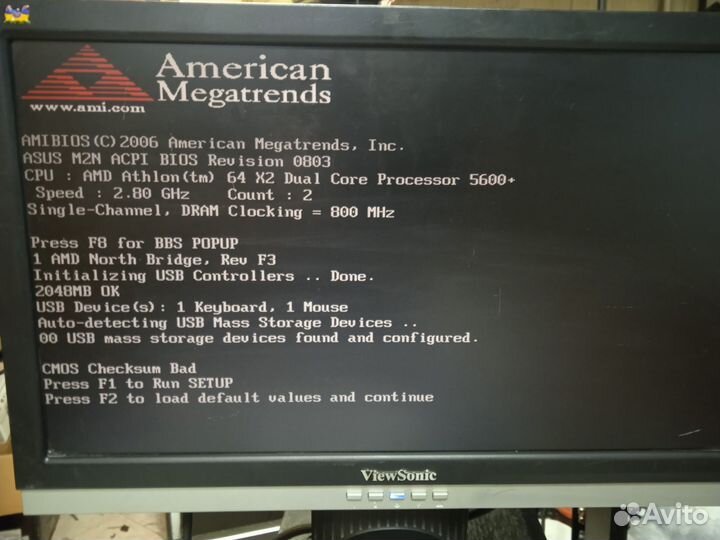 American
Megatrends
www.ami.com
AMIBIOS(C)2006 American Megatrends, Inc.
ASUS M2N ACPI BIOS Revision 0803
CPU : AMD Athlon(tm) 64 X2 Dual Core Processor 5600+
Speed : 2.80 GHz Count : 2
Single-Channel, DRAM Clocking = 800 MHz
Press F8 for BBS POPUP
1 AMD North Bridge, Rev F3
Initializing USB Controllers .. Done.
2048MB OK
USB Device(s): 1 Keyboard, 1 Mouse
Auto-detecting USB Mass Storage Devices ..
00 USB mass storage devices found and configured.
CMOS Checksum Bad
Press F1 to Run SETUP
Press F2 to load default values and continue
ViewSonic
Avito